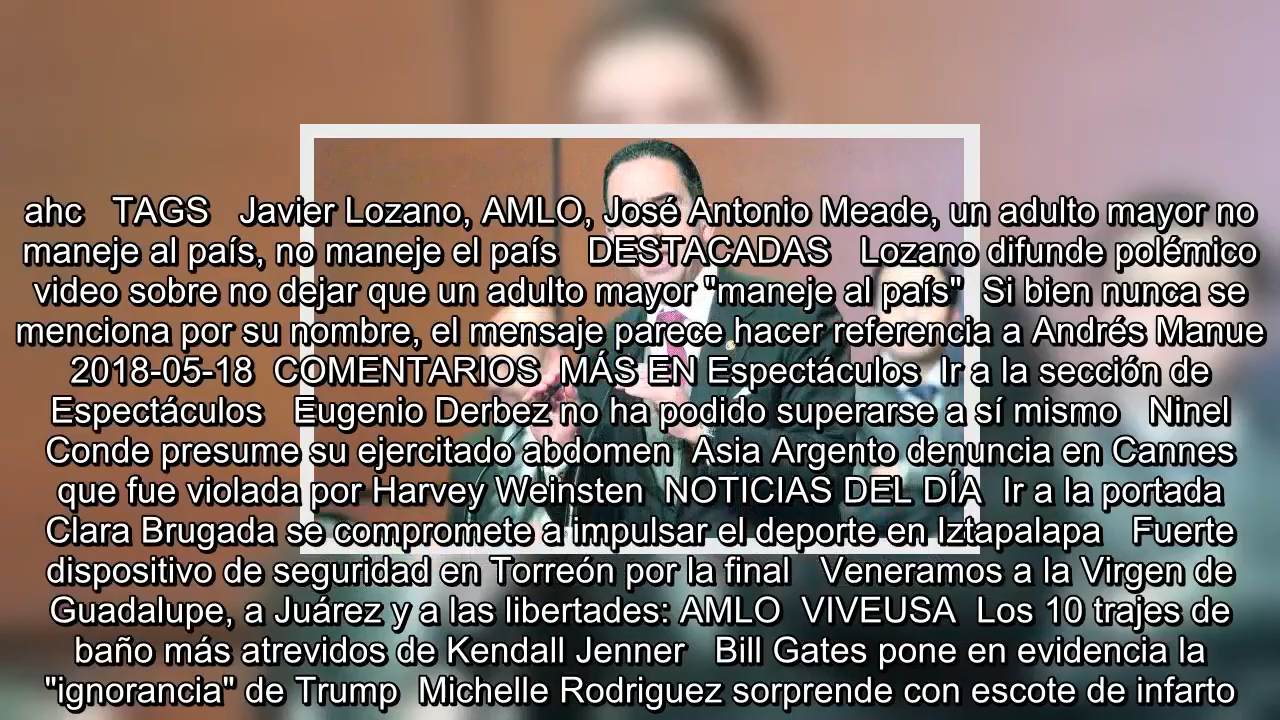 ahc TAGS Javier Lozano, AMLO, José Antonio Meade, un adulto mayor no
maneje al país, no maneje el país DESTACADAS Lozano difunde polémico
video sobre no dejar que un adulto mayor "maneje al país" Si bien nunca se
menciona por su nombre, el mensaje parece hacer referencia a Andrés Manue
2018-05-18 COMENTARIOS MÁS EN Espectáculos Ir a la sección de
Espectáculos Eugenio Derbez no ha podido superarse a sí mismo Ninel
Conde presume su ejercitado abdomen Asia Argento denuncia en Cannes
que fue violada por Harvey Weinsten NOTICIAS DEL DÍA Ir a la portada
Clara Brugada se compromete a impulsar el deporte en Iztapalapa Fuerte
dispositivo de seguridad en Torreón por la final Veneramos a la Virgen de
Guadalupe, a Juárez y a las libertades: AMLO VIVEUSA Los 10 trajes de
baño más atrevidos de Kendall Jenner Bill Gates pone en evidencia la
"ignorancia" de Trump Michelle Rodriguez sorprende con escote de infarto